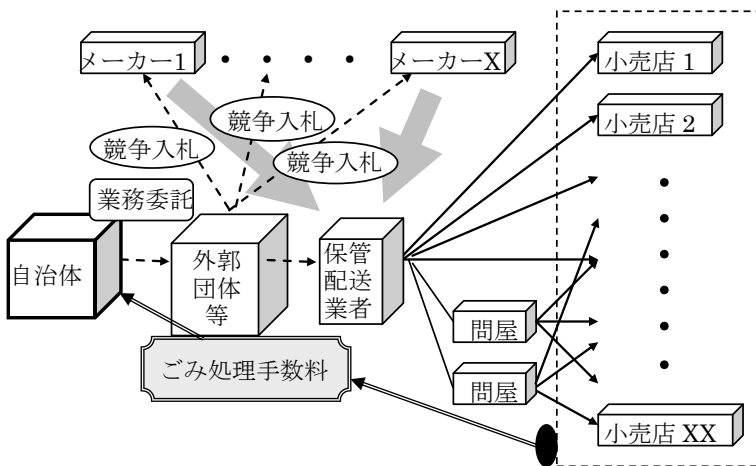 メーカー1
・・・・
メーカーX
小売店 1
小売店 2
競争入札
競争入札
競争入札
業務委託
自治体
外郭
団体
等
保管
配送
業者
問屋
問屋
ごみ処理手数料
小売店 XX